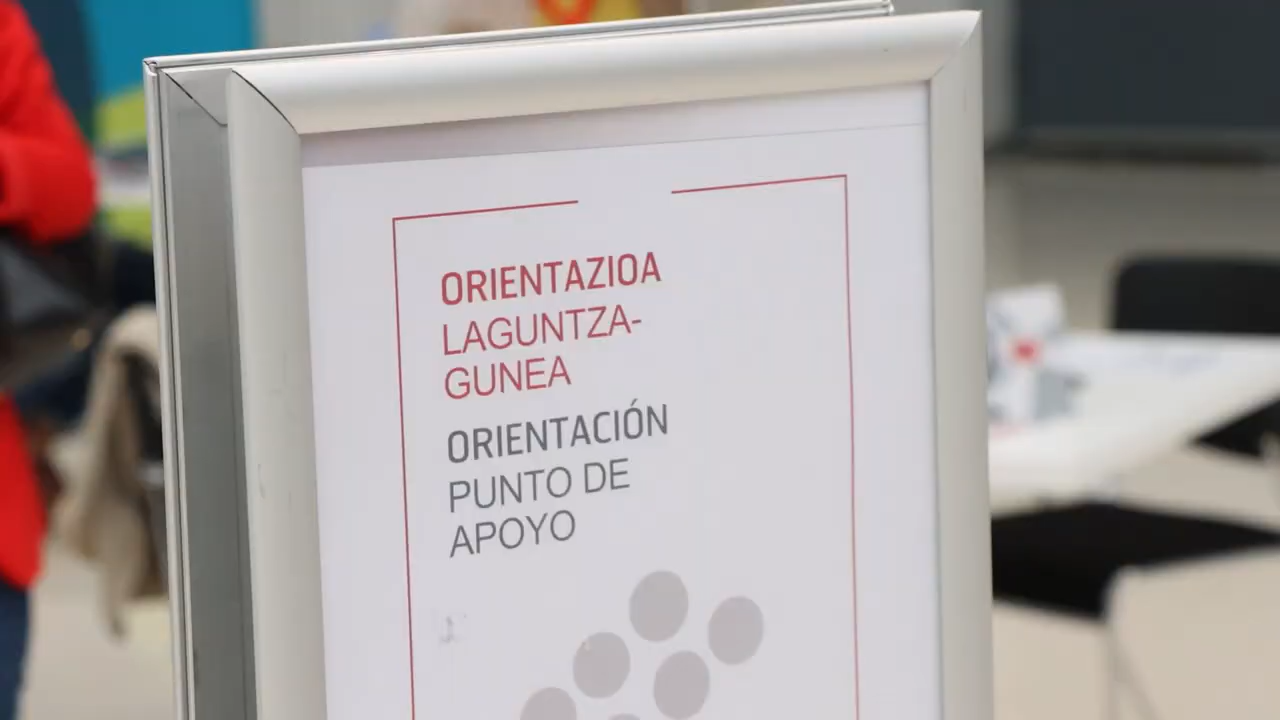 ORIENTAZIOA
LAGUNTZA-
GUNEA
ORIENTACIÓN
PUNTO DE
APOYO